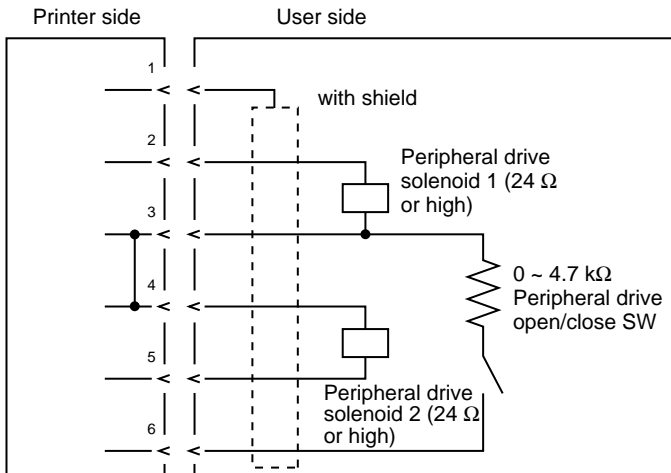 Printer side
User side
1
with shield
2
Peripheral drive
solenoid 1 (24 Ω
or high)
3
0 ~ 4.7 kΩ
Peripheral drive
open/close SW
4
5
Peripheral drive
solenoid 2 (24 Ω
or high)
6